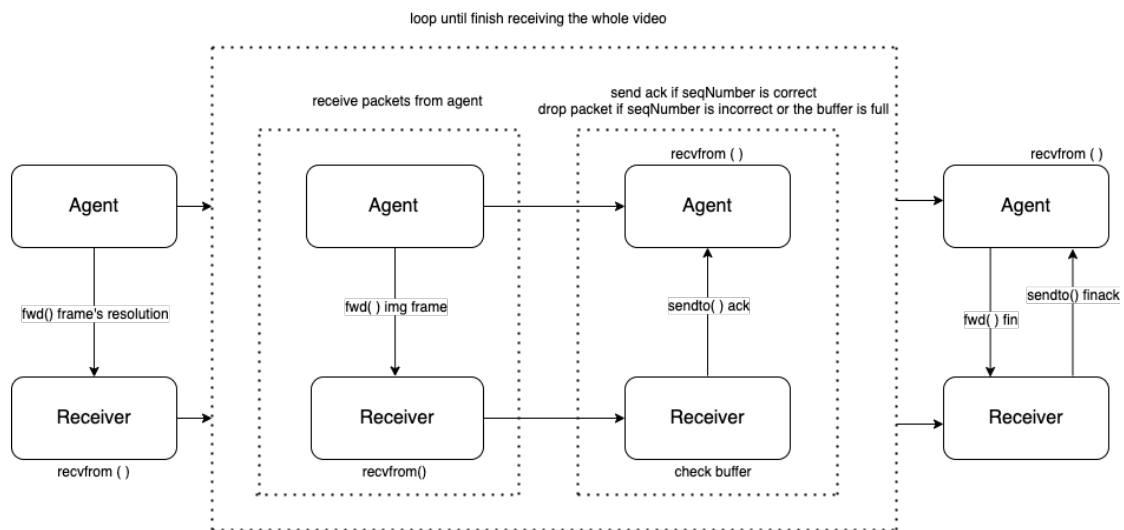 loop until finish receiving the whole video
receive packets from agent
send ack if seqNumber is correct
drop packet if seqNumber is incorrect or the buffer is full
recvfrom ( )
recvfrom ( )
Agent
Agent
Agent
Agent
fwd() frame's resolution
fwd( ) img frame
sendto( ) ack
fwd( ) fin
sendto() finack
Receiver
Receiver
Receiver
Receiver
recvfrom ( )
recvfrom()
check buffer